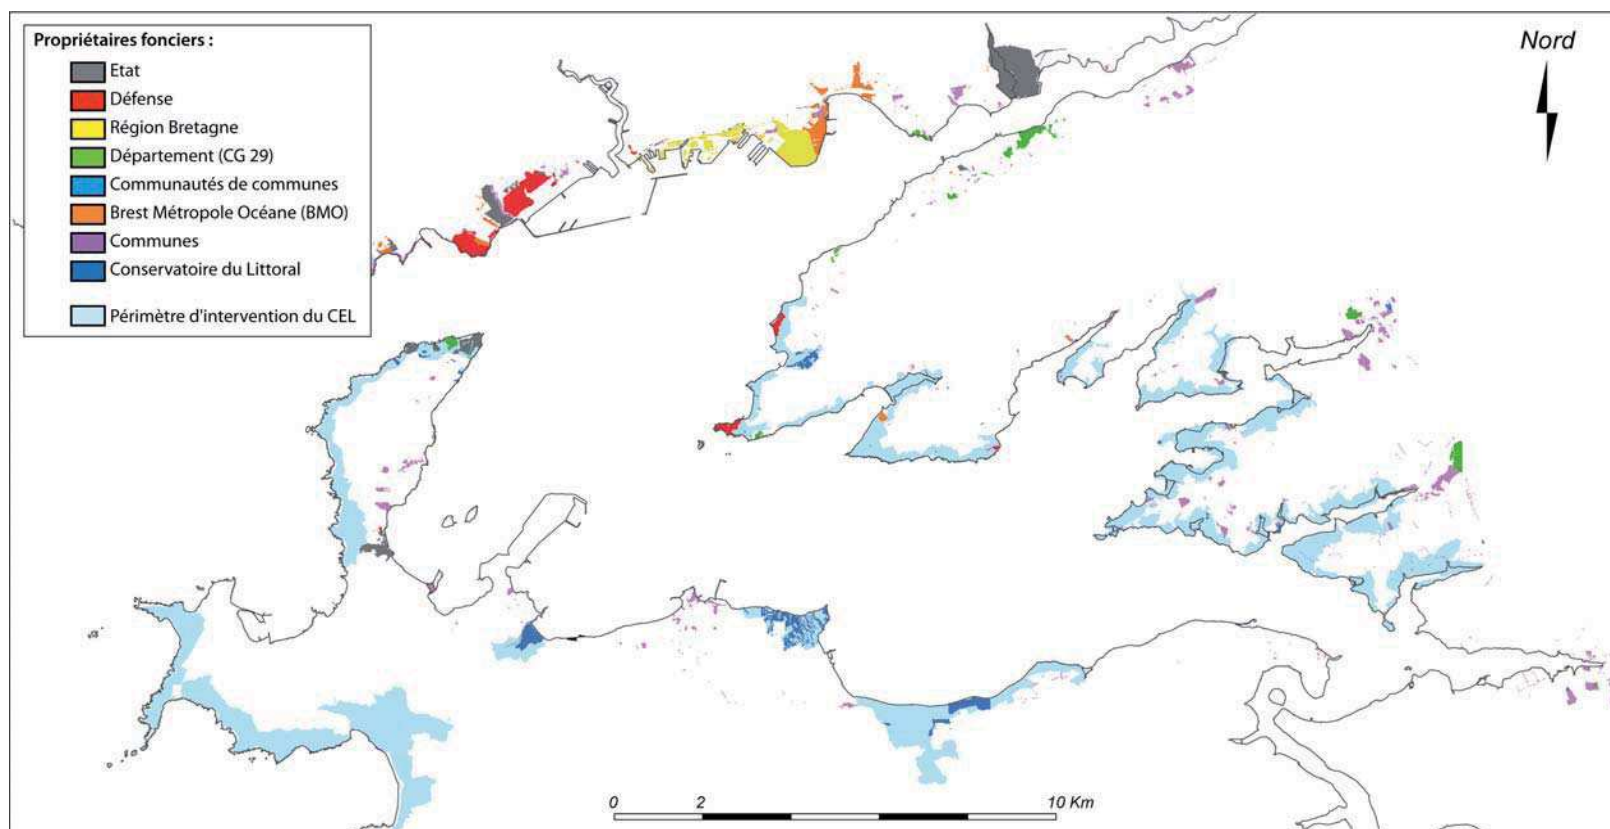 Propriétaires fonciers :
Etat
Défense
Région Bretagne
Département (CG 29)
Communautés de communes
Brest Métropole Océane (BMO)
Communes
Conservatoire du Littoral
Périmètre d'intervention du CEL
Nord
0 2 10 Km